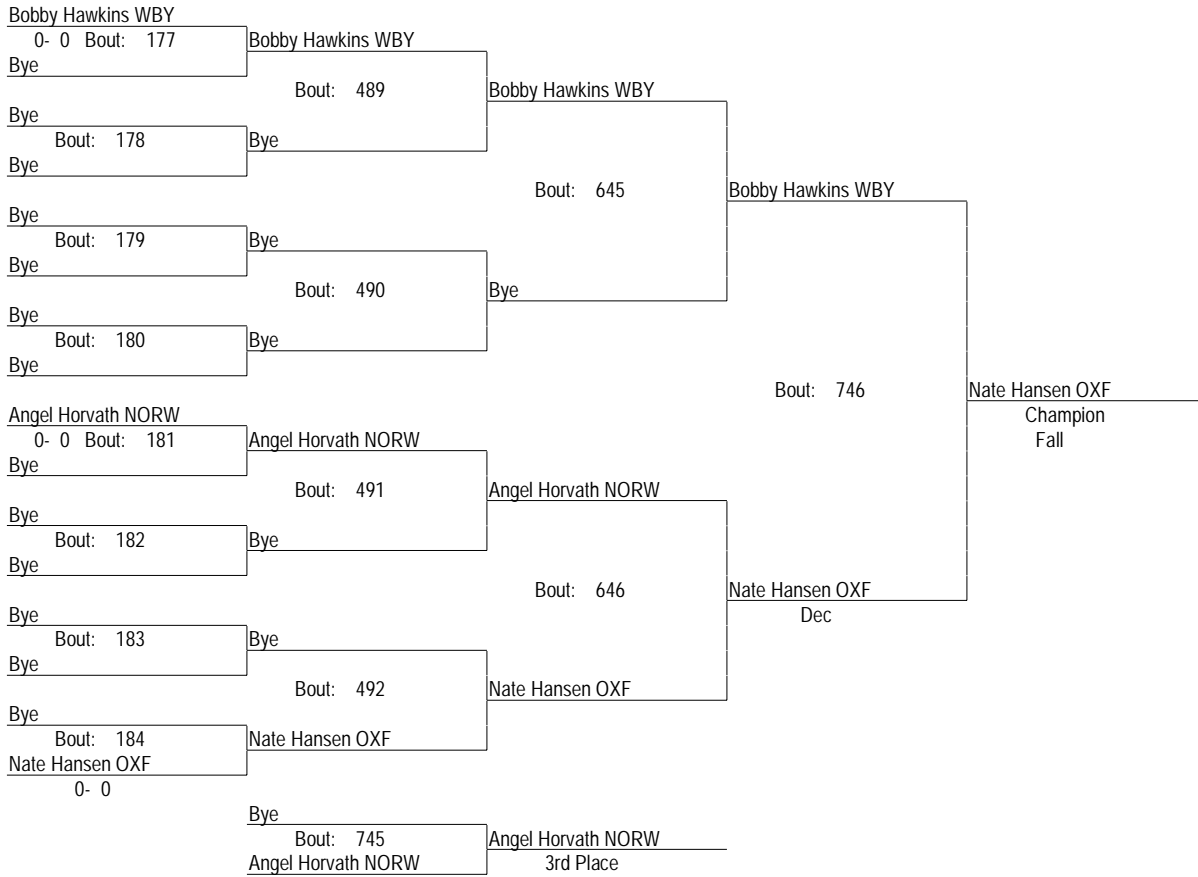 Bobby Hawkins WBY
0- 0 Bout: 177
Bobby Hawkins WBY
Bye
Bout: 489
Bobby Hawkins WBY
Bye
Bout: 178
Bye
Bye
Bout: 645
Bobby Hawkins WBY
Bye
Bout: 179
Bye
Bye
Bout: 490
Bye
Bye
Bout: 180
Bye
Bye
Bout: 746
Nate Hansen OXF
Champion
Fall
Angel Horvath NORW
0- 0 Bout: 181
Angel Horvath NORW
Bye
Bout: 491
Angel Horvath NORW
Bye
Bout: 182
Bye
Bye
Bout: 646
Nate Hansen OXF
Dec
Bye
Bout: 183
Bye
Bye
Bout: 492
Nate Hansen OXF
Bye
Bout: 184
Nate Hansen OXF
Nate Hansen OXF
0- 0
Bye
Bout: 745
Angel Horvath NORW
Angel Horvath NORW
3rd Place